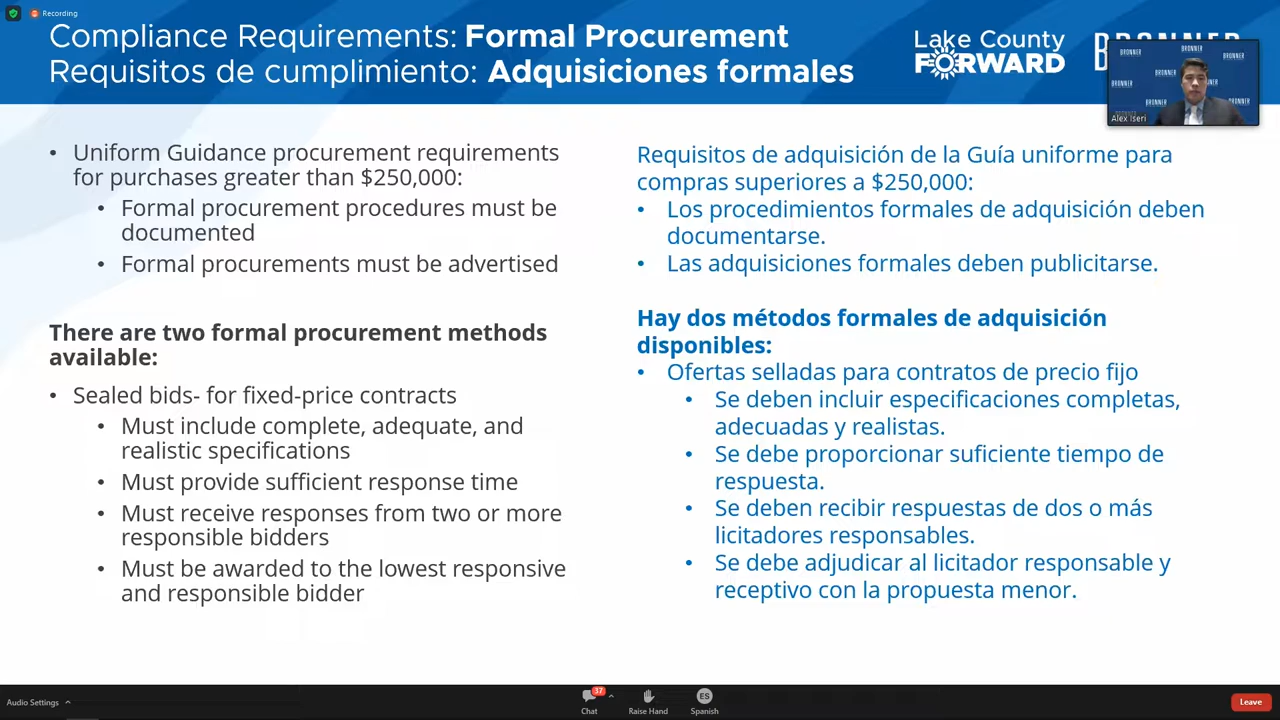 Recording
Compliance Requirements: Formal Procurement
Requisitos de cumplimiento: Adquisiciones formales
Lake County
FORWARD
BRONNER
BRONNER
BRONNER
BRONNER
BRONNER
BRONNER
BRONNER
Alex Iseri
• Uniform Guidance procurement requirements
for purchases greater than $250,000:
• Formal procurement procedures must be
documented
• Formal procurements must be advertised
There are two formal procurement methods
available:
• Sealed bids- for fixed-price contracts
• Must include complete, adequate, and
realistic specifications
• Must provide sufficient response time
• Must receive responses from two or more
responsible bidders
• Must be awarded to the lowest responsive
and responsible bidder
Requisitos de adquisición de la Guía uniforme para
compras superiores a $250,000:
• Los procedimientos formales de adquisición deben
documentarse.
• Las adquisiciones formales deben publicitarse.
Hay dos métodos formales de adquisición
disponibles:
• Ofertas selladas para contratos de precio fijo
• Se deben incluir especificaciones completas,
adecuadas y realistas.
• Se debe proporcionar suficiente tiempo de
respuesta.
• Se deben recibir respuestas de dos o más
licitadores responsables.
• Se debe adjudicar al licitador responsable y
receptivo con la propuesta menor.
Audio Settings
37
Chat
Raise Hand
ES
Spanish
Leave